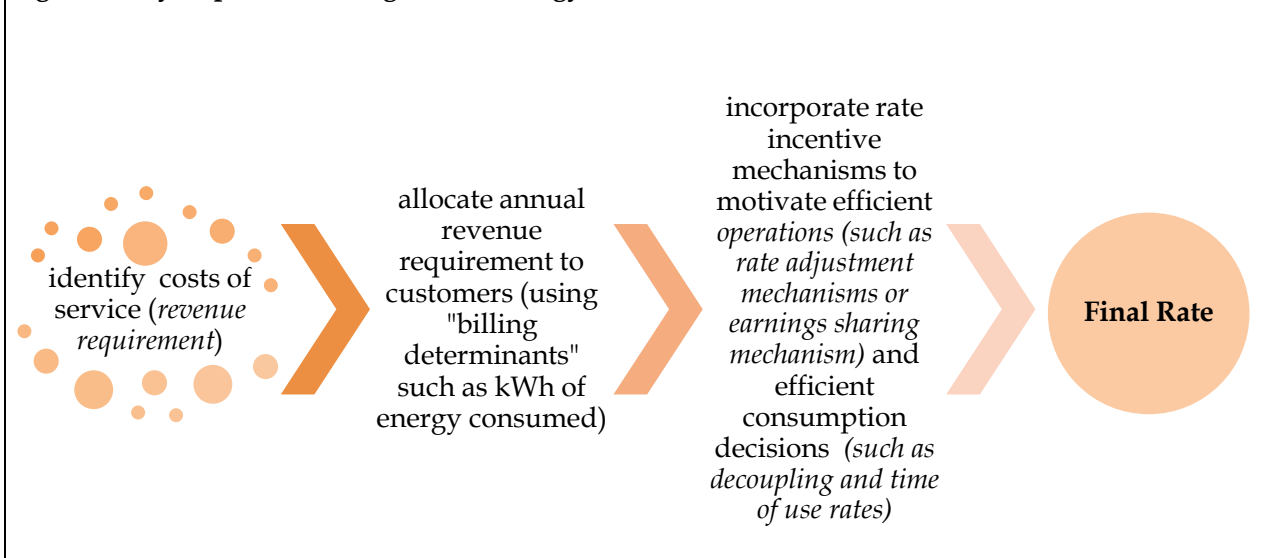 identify costs of
service (revenue
requirement)
allocate annual
revenue
requirement to
customers (using
"billing
determinants"
such as kWh of
energy consumed)
incorporate rate
incentive
mechanisms to
motivate efficient
operations (such as
rate adjustment
mechanisms or
earnings sharing
mechanism) and
efficient
consumption
decisions (such as
decoupling and time
of use rates)
Final Rate